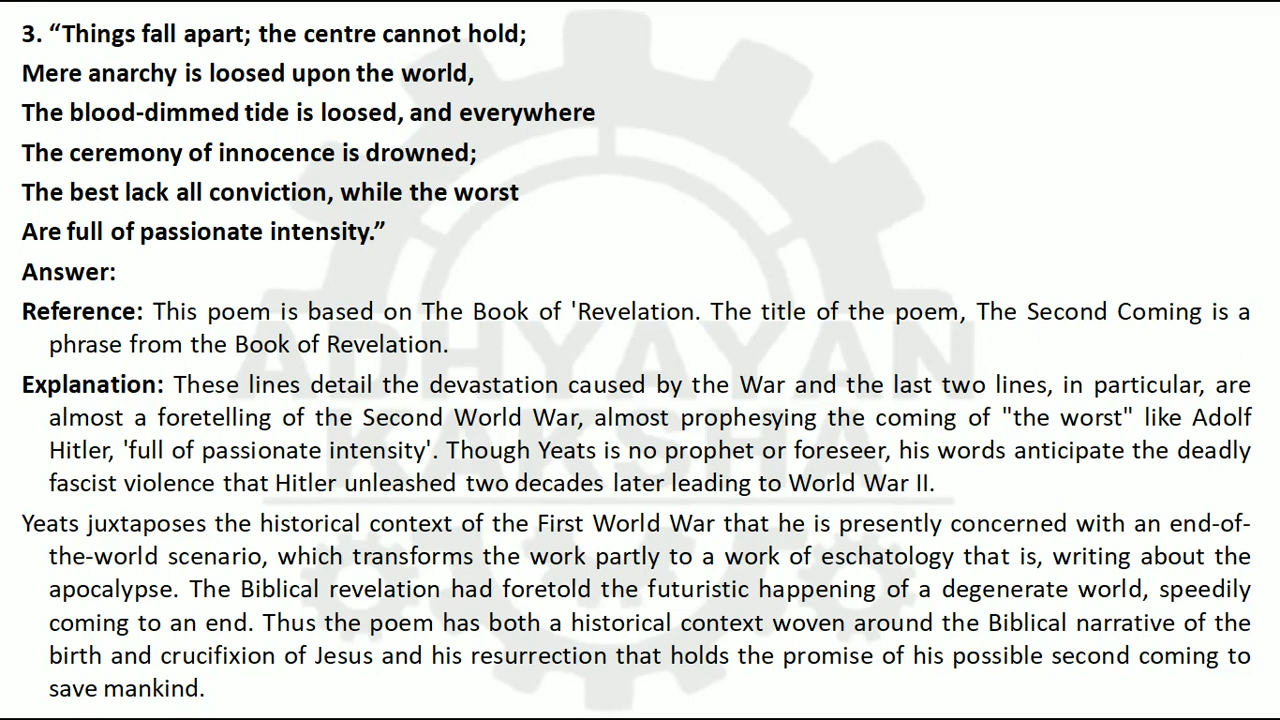 3. “Things fall apart; the centre cannot hold;
Mere anarchy is loosed upon the world,
The blood-dimmed tide is loosed, and everywhere
The ceremony of innocence is drowned;
The best lack all conviction, while the worst
Are full of passionate intensity.”
Answer:
Reference: This poem is based on The Book of 'Revelation. The title of the poem, The Second Coming is a
phrase from the Book of Revelation.
Explanation: These lines detail the devastation caused by the War and the last two lines, in particular, are
almost a foretelling of the Second World War, almost prophesying the coming of "the worst" like Adolf
Hitler, 'full of passionate intensity'. Though Yeats is no prophet or foreseer, his words anticipate the deadly
fascist violence that Hitler unleashed two decades later leading to World War II.
Yeats juxtaposes the historical context of the First World War that he is presently concerned with an end-of-
the-world scenario, which transforms the work partly to a work of eschatology that is, writing about the
apocalypse. The Biblical revelation had foretold the futuristic happening of a degenerate world, speedily
coming to an end. Thus the poem has both a historical context woven around the Biblical narrative of the
birth and crucifixion of Jesus and his resurrection that holds the promise of his possible second coming to
save mankind.
ADHYAYAN
KAKSHA